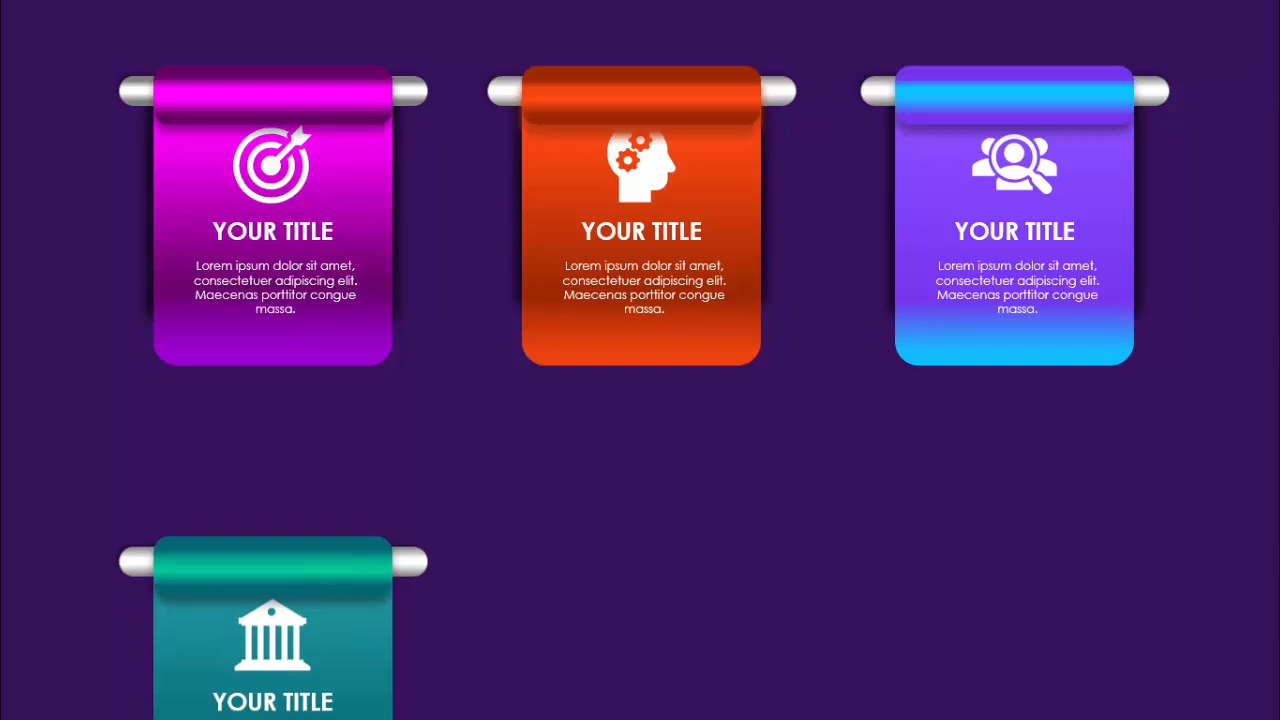 YOUR TITLE
Lorem ipsum dolor sit amet,
consectetuer adipiscing elit.
Maecenas porttitor congue
massa.
YOUR TITLE
Lorem ipsum dolor sit amet,
consectetuer adipiscing elit.
Maecenas porttitor congue
massa.
YOUR TITLE
Lorem ipsum dolor sit amet,
consectetuer adipiscing elit.
Maecenas porttitor congue
massa.
YOUR TITLE